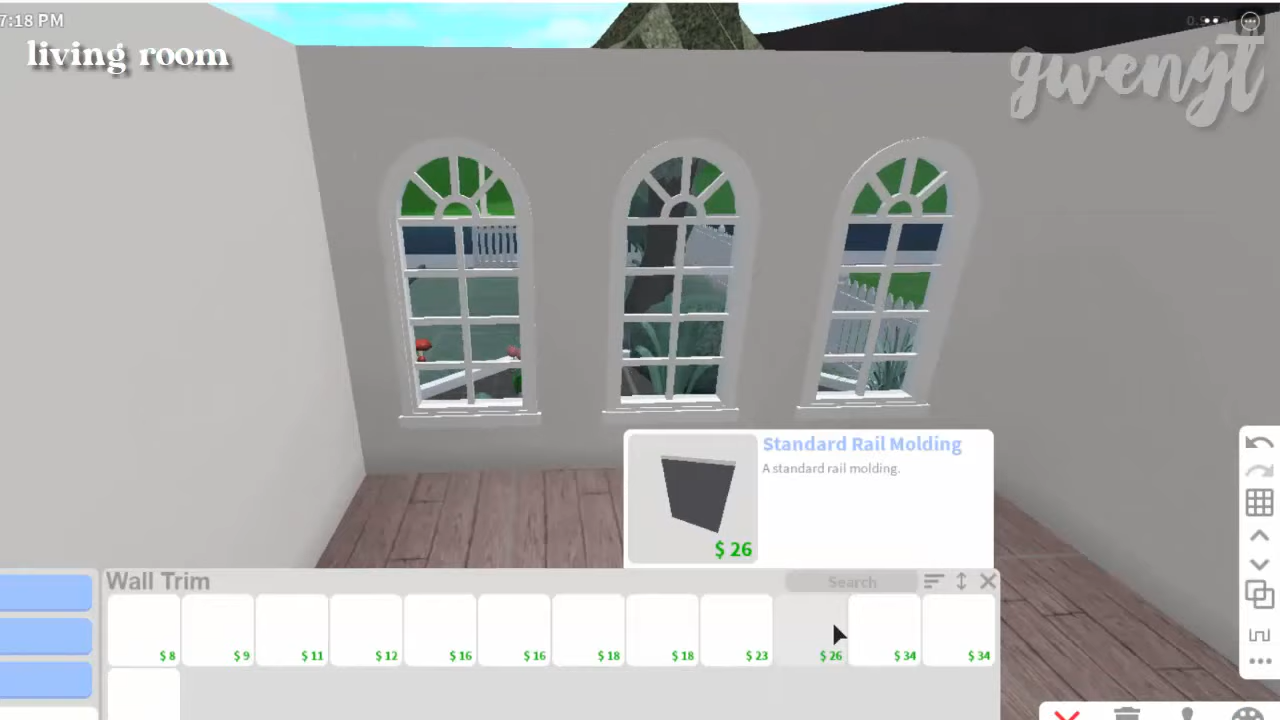 7:18 PM
living room
gwenyt
Standard Rail Molding
A standard rail molding.
$ 26
Wall Trim
Search
$ 8
$ 9
$ 11
$ 12
$ 16
$ 16
$ 18
$ 18
$ 23
$ 26
$ 34
$ 34